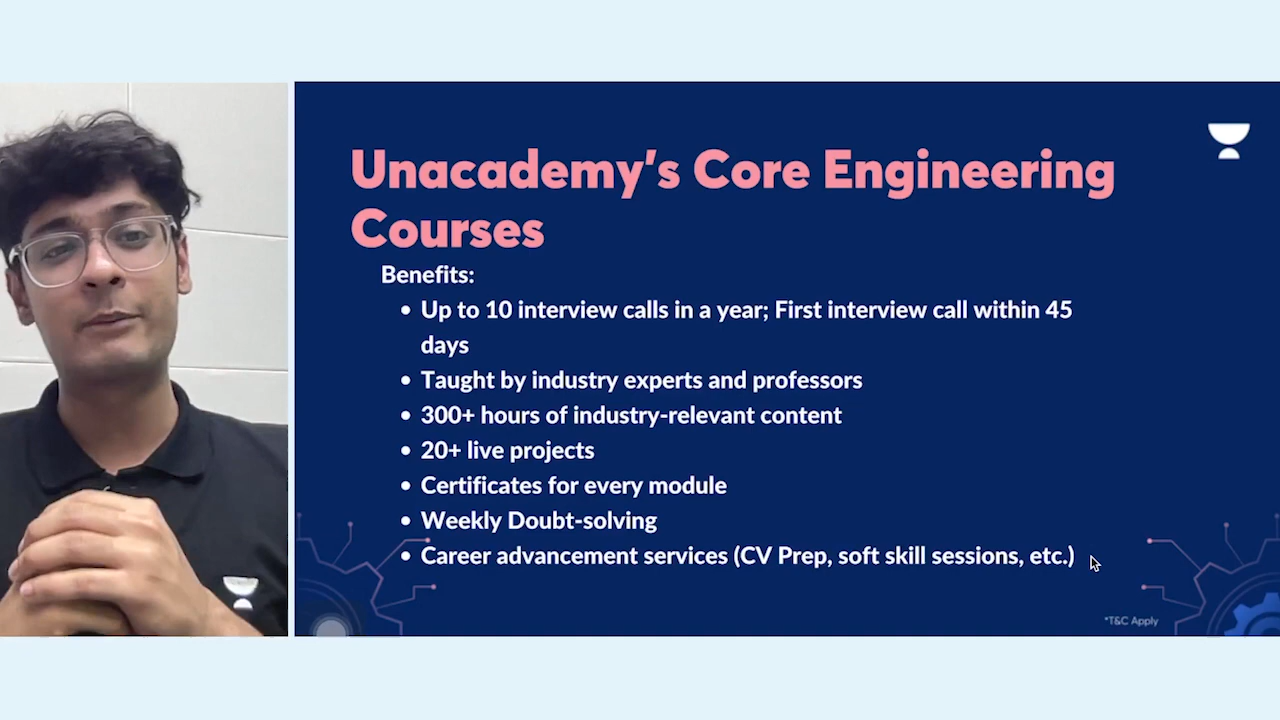 Unacademy's Core Engineering
Courses
Benefits:
• Up to 10 interview calls in a year; First interview call within 45
days
• Taught by industry experts and professors
• 300+ hours of industry-relevant content
• 20+ live projects
• Certificates for every module
• Weekly Doubt-solving
• Career advancement services (CV Prep, soft skill sessions, etc.)
*T&C Apply